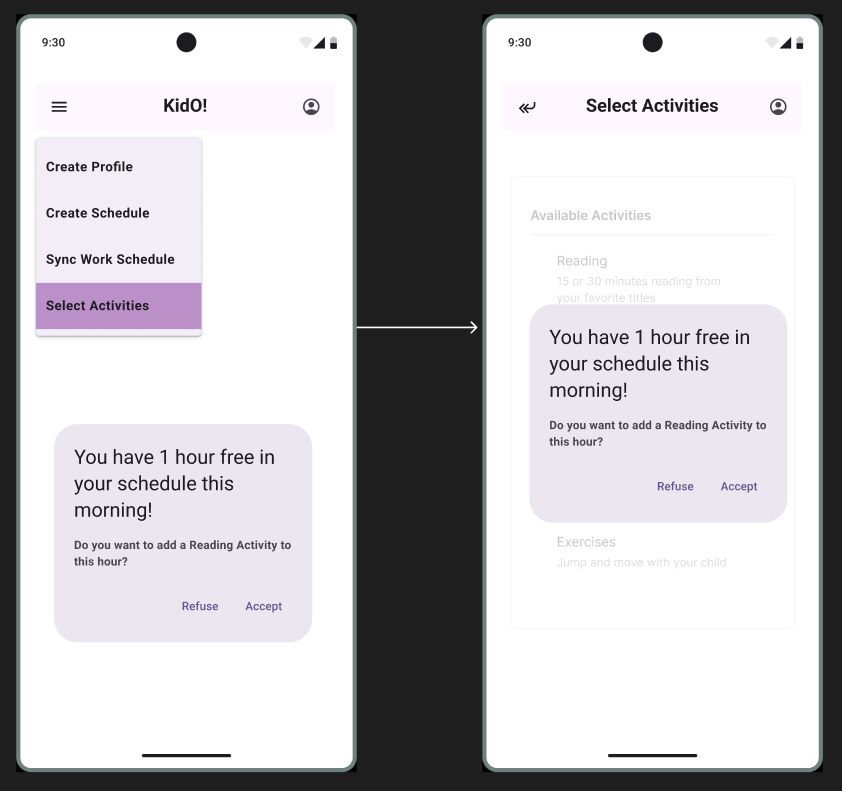 9:30
KidO!
Create Profile
Create Schedule
Sync Work Schedule
Select Activities
You have 1 hour free in
your schedule this
morning!
Do you want to add a Reading Activity to
this hour?
Refuse
Accept
9:30
Select Activities
Available Activities
Reading
15 or 30 minutes reading from
your favorite titles
You have 1 hour free in
your schedule this
morning!
Do you want to add a Reading Activity to
this hour?
Refuse
Accept
Exercises
Jump and move with your child